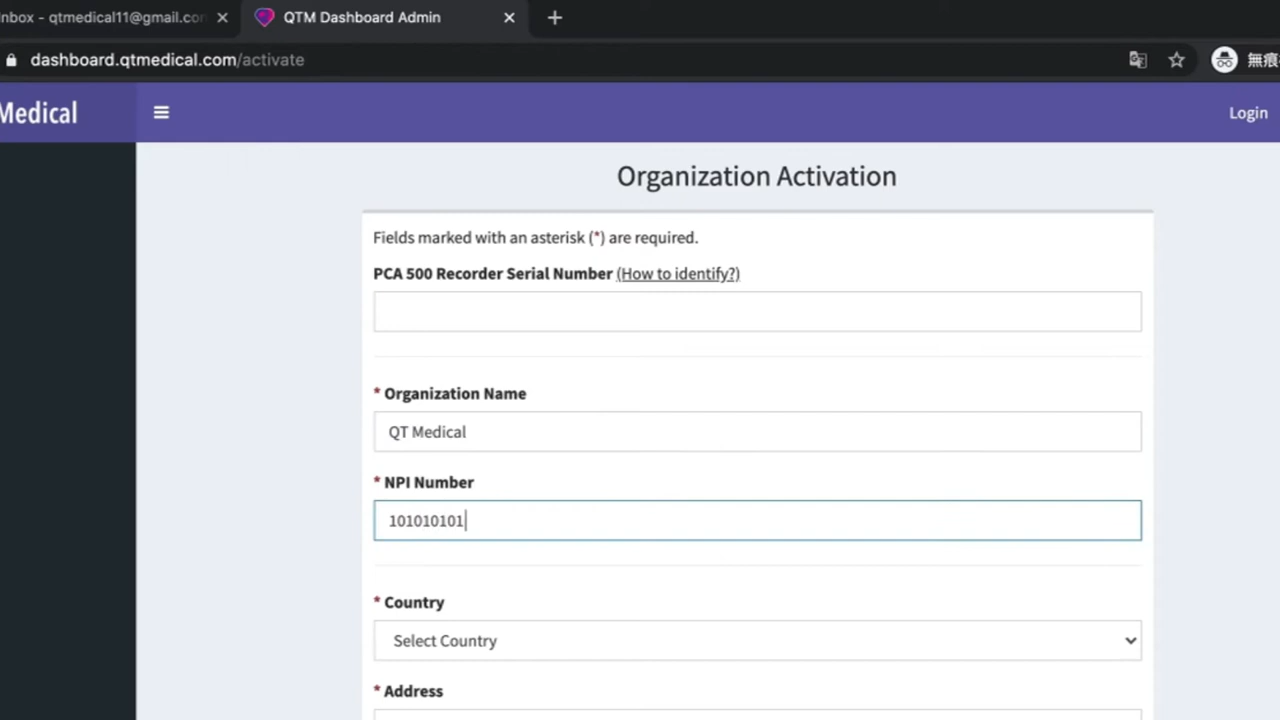 nbox - qtmedical11@gmail.co
QTM Dashboard Admin
dashboard.qtmedical.com/activate
無痕
Medical
Login
Organization Activation
Fields marked with an asterisk (*) are required.
PCA 500 Recorder Serial Number (How to identify?)
* Organization Name
QT Medical
* NPI Number
101010101
* Country
Select Country
* Address